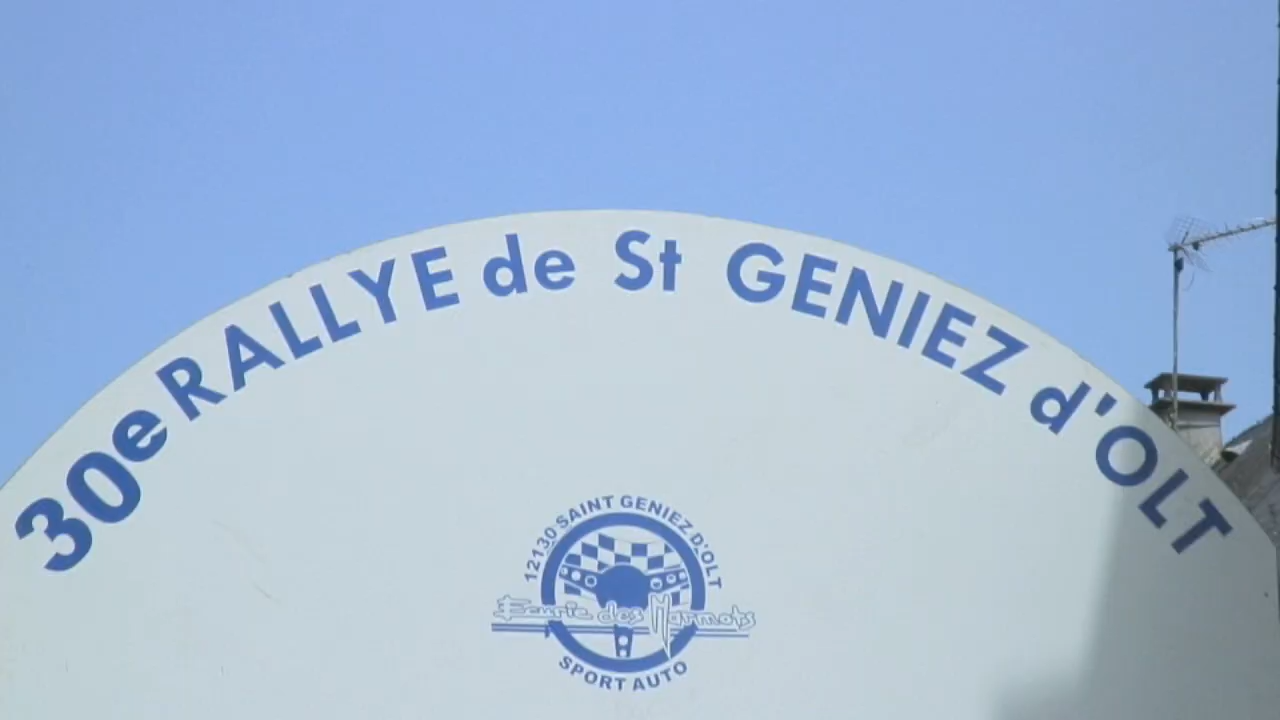 30e RALLYE de St GENIEZ d'OLT
12130 SAINT GENIEZ D'OLT
Ecurie des Marmots
SPORT AUTO